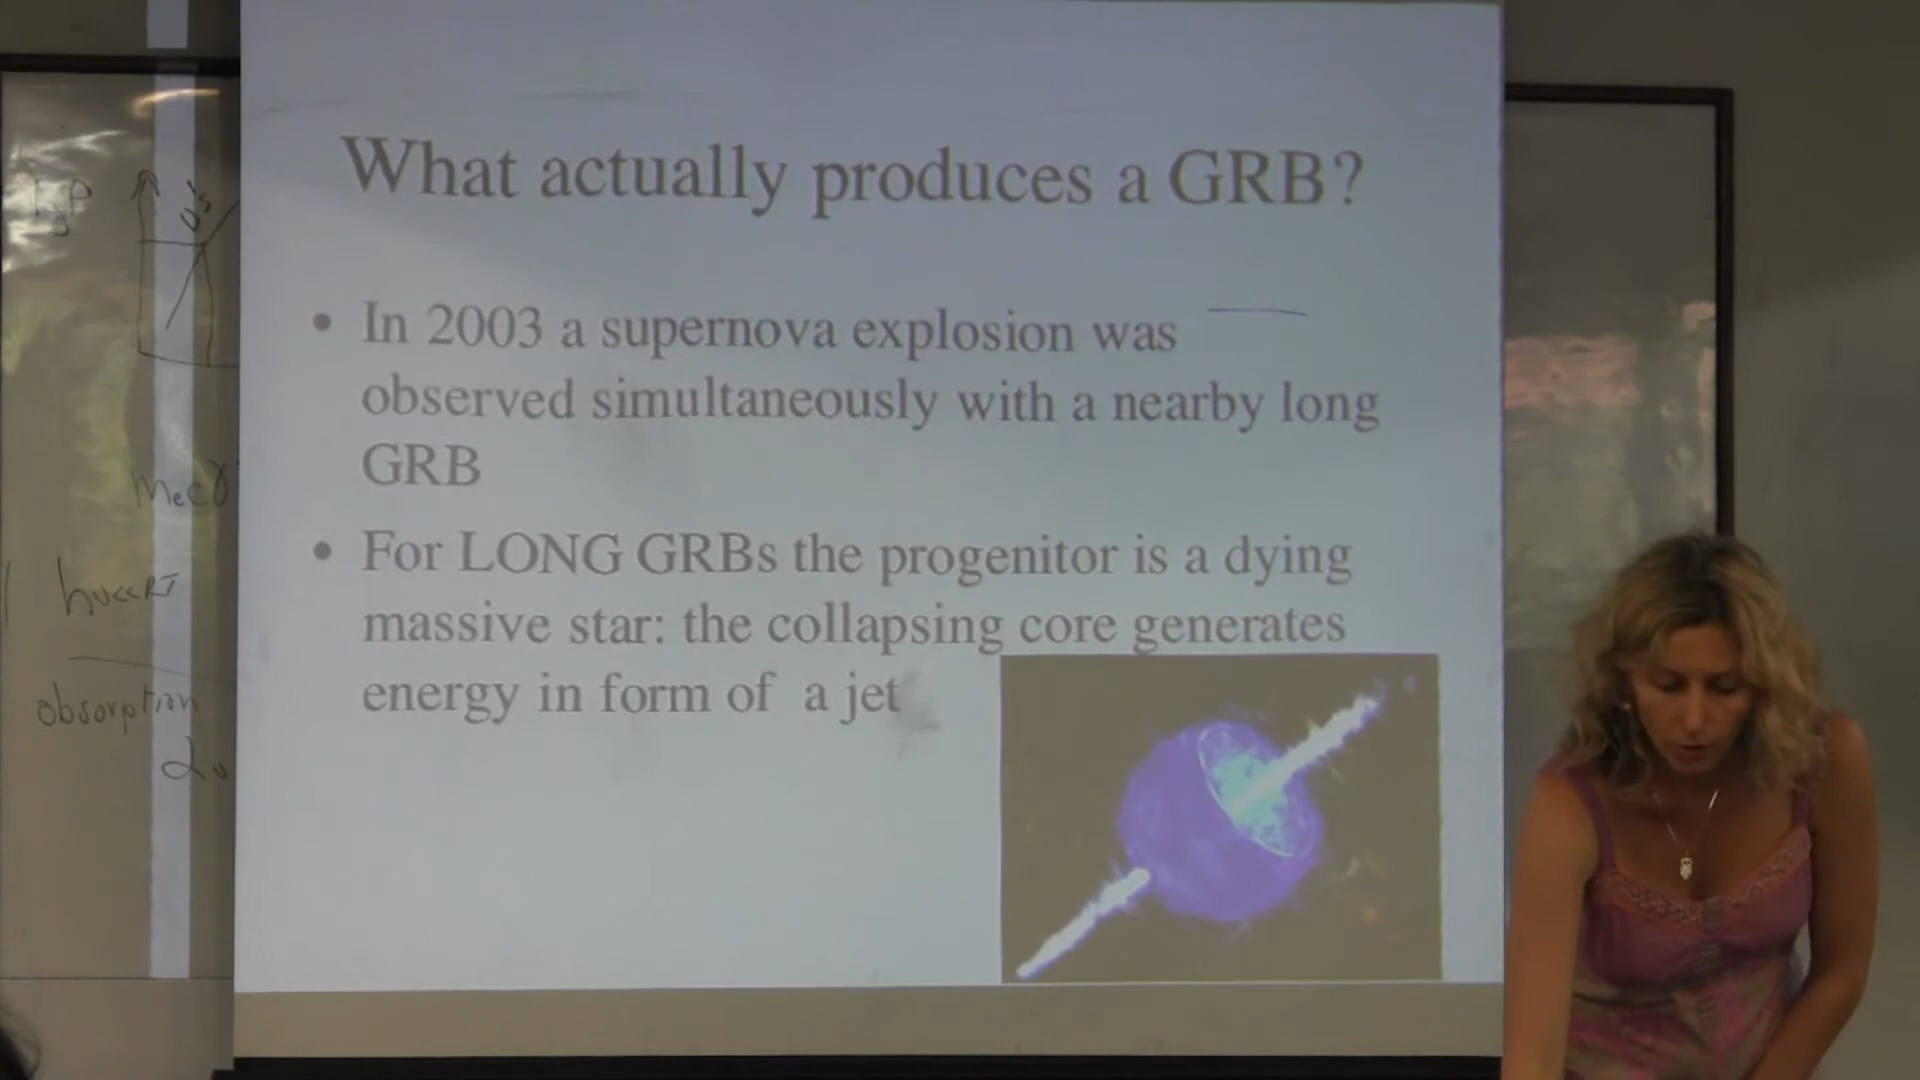 What actually produces a GRB?
• In 2003 a supernova explosion was
observed simultaneously with a nearby long
GRB
• For LONG GRBs the progenitor is a dying
massive star: the collapsing core generates
energy in form of a jet
absorption